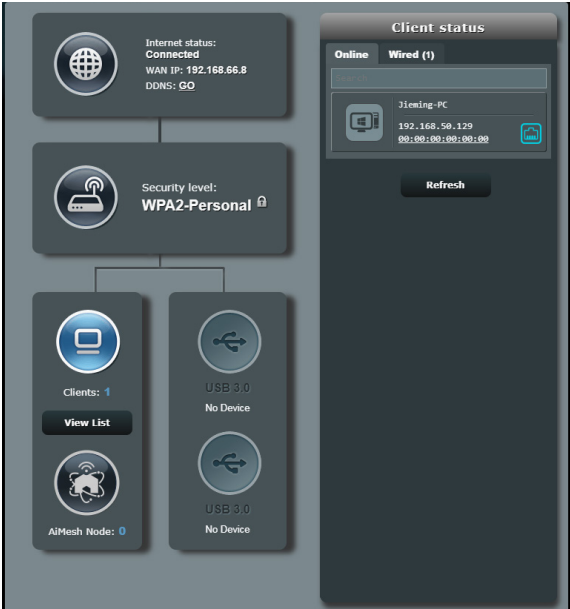 Internet status:
Connected
WAN IP: 192.168.66.8
DDNS: GO
Security level:
WPA2-Personal
Clients: 1
View List
AiMesh Node: 0
USB 3.0
No Device
USB 3.0
No Device
Client status
Online Wired (1)
Search
Jieming-PC
192.168.50.129
00:00:00:00:00:00
Refresh